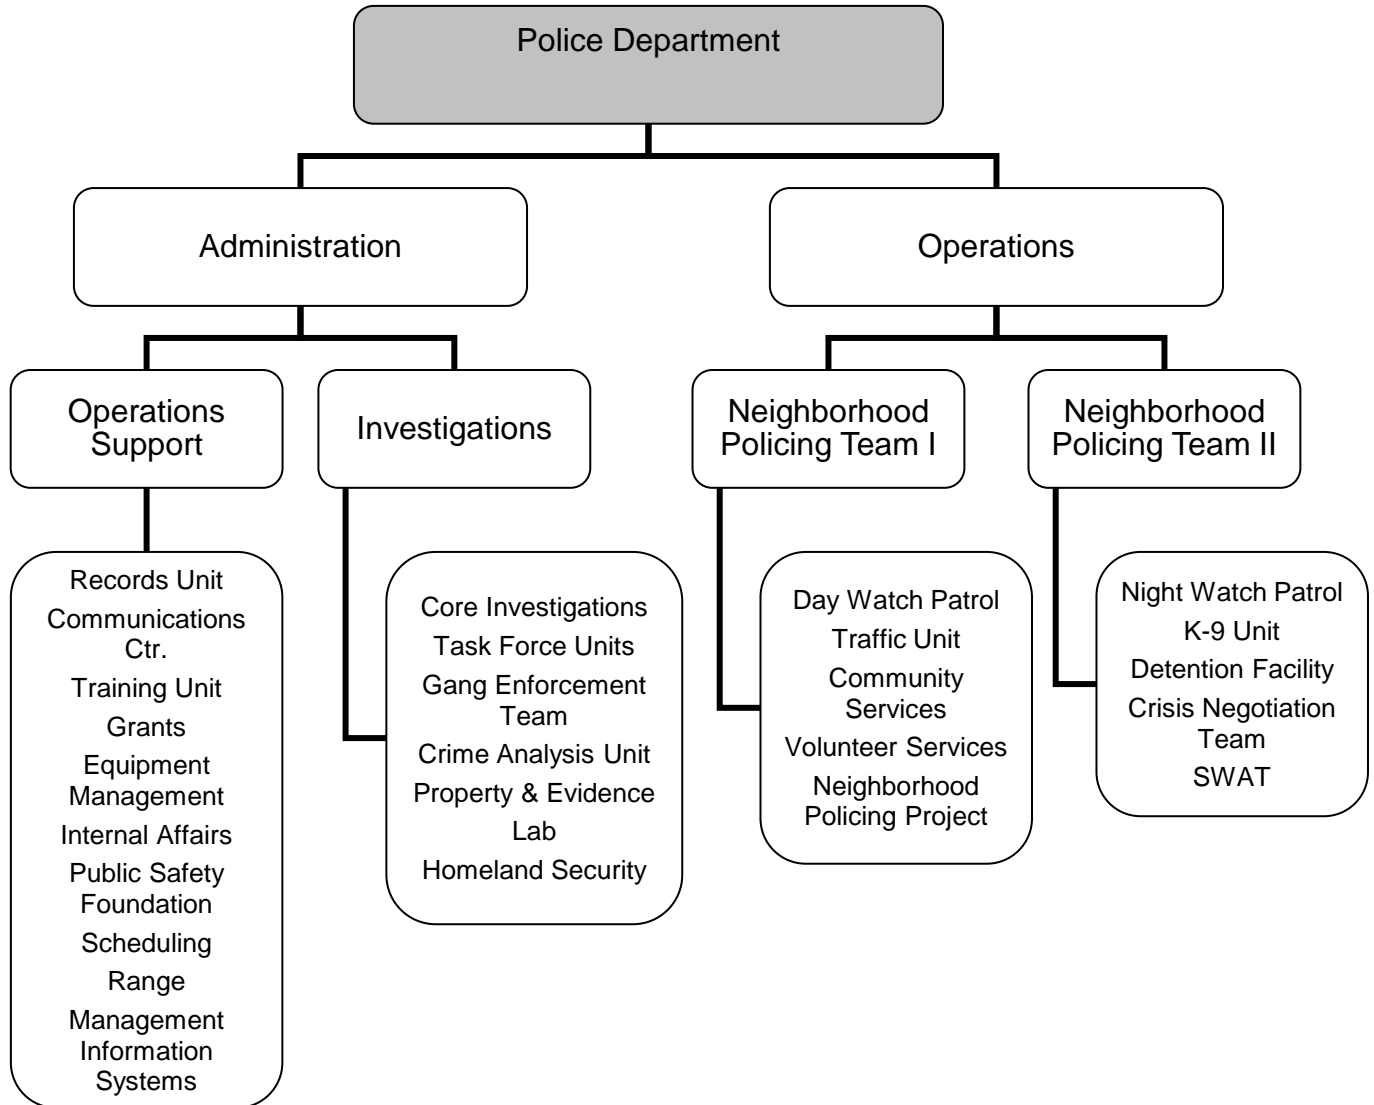 Police Department
Administration
Operations
Operations
Support
Investigations
Neighborhood
Policing Team I
Neighborhood
Policing Team II
Records Unit
Communications
Ctr.
Training Unit
Grants
Equipment
Management
Internal Affairs
Public Safety
Foundation
Scheduling
Range
Management
Information
Systems
Core Investigations
Task Force Units
Gang Enforcement
Team
Crime Analysis Unit
Property & Evidence
Lab
Homeland Security
Day Watch Patrol
Traffic Unit
Community
Services
Volunteer Services
Neighborhood
Policing Project
Night Watch Patrol
K-9 Unit
Detention Facility
Crisis Negotiation
Team
SWAT